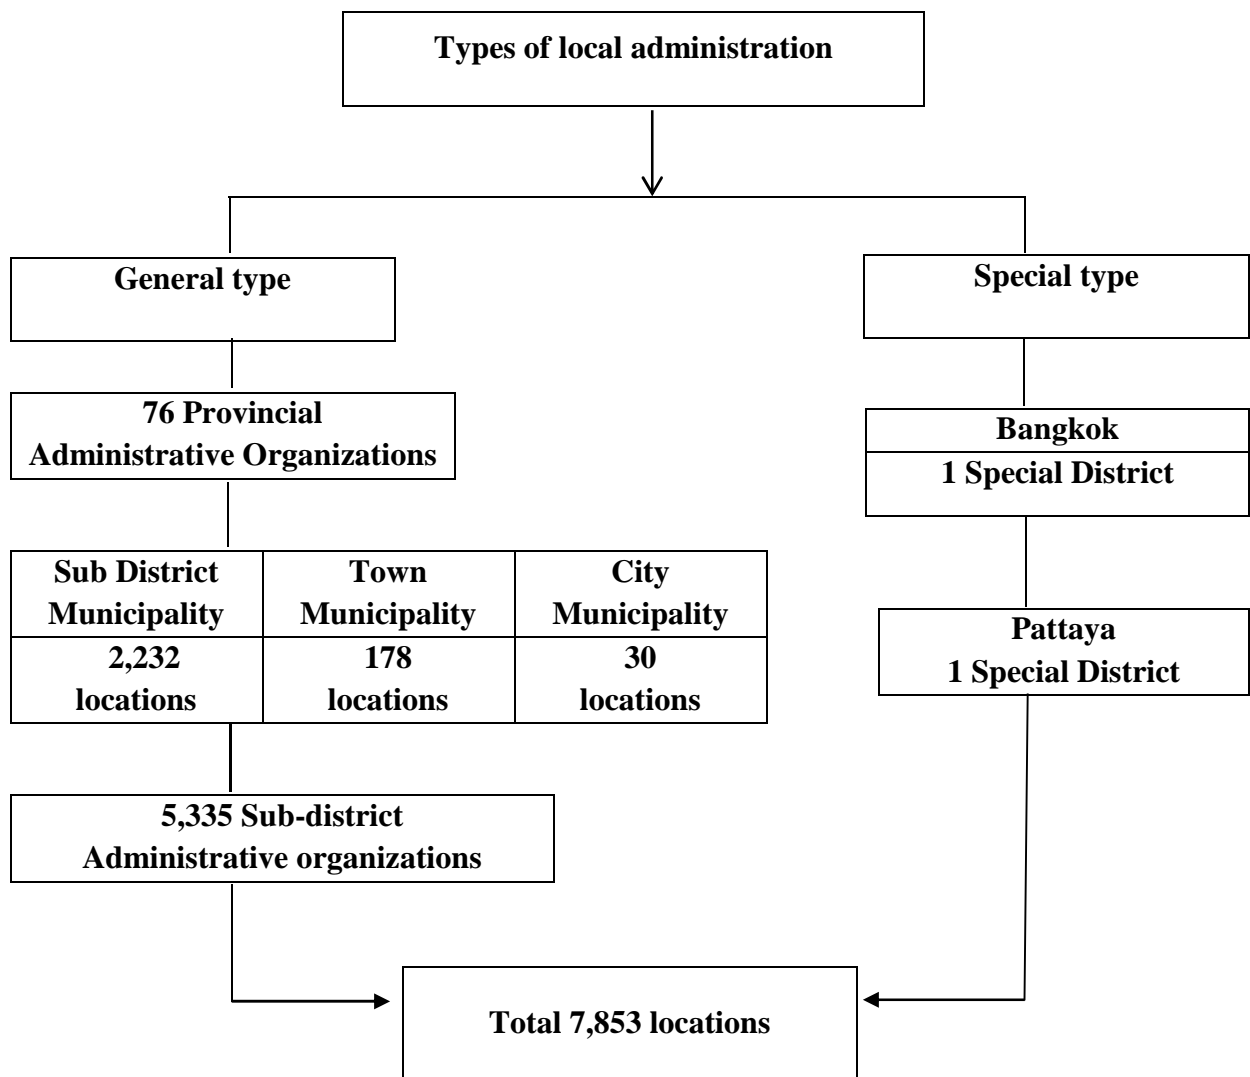 Types of local administration
General type
Special type
76 Provincial
Administrative Organizations
Bangkok
1 Special District
Sub District
Municipality
Town
Municipality
City
Municipality
2,232
locations
178
locations
30
locations
Pattaya
1 Special District
5,335 Sub-district
Administrative organizations
Total 7,853 locations